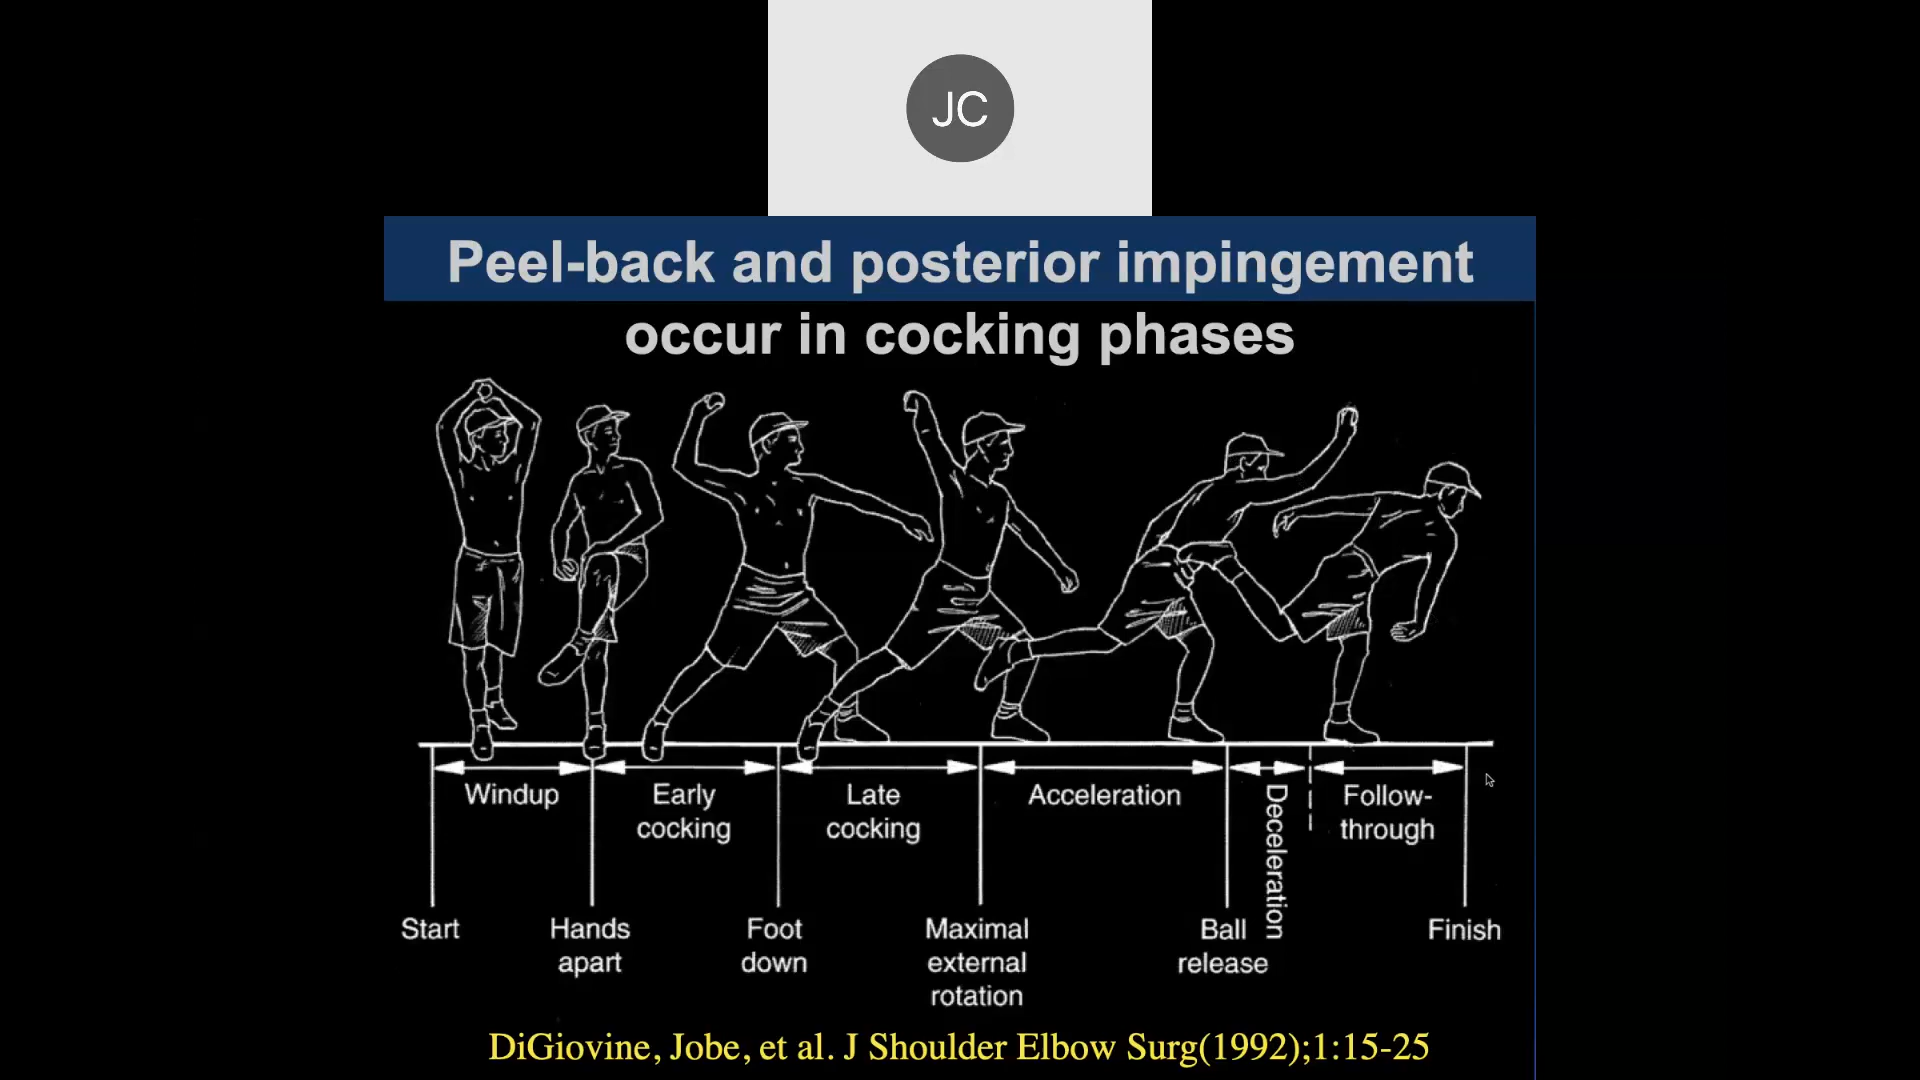 JC
Peel-back and posterior impingement
occur in cocking phases
Windup
Early
cocking
Late
cocking
Acceleration
Deceleration
Follow-
through
Start
Hands
apart
Foot
down
Maximal
external
rotation
Ball
release
Finish
DiGiovine, Jobe, et al. J Shoulder Elbow Surg(1992);1:15-25